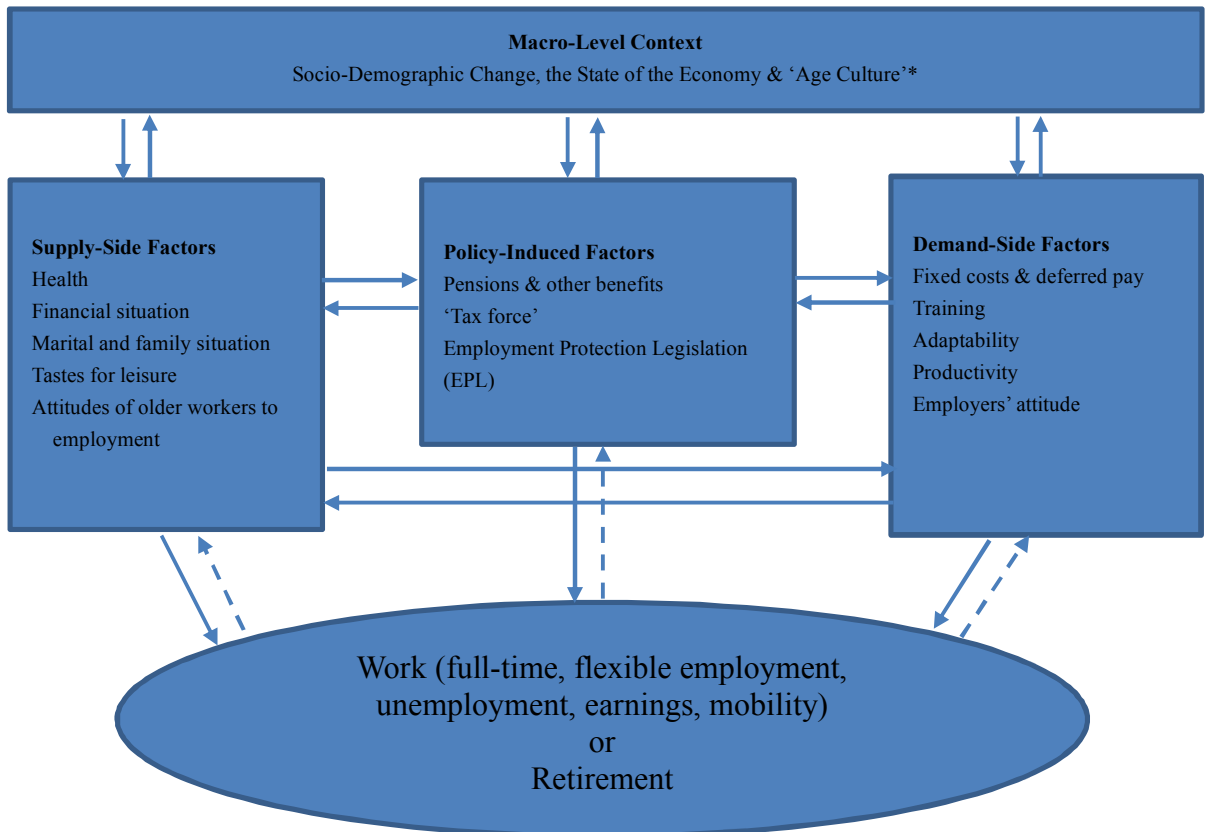 Macro-Level Context
Socio-Demographic Change, the State of the Economy & ‘Age Culture’*
Supply-Side Factors
Health
Financial situation
Marital and family situation
Tastes for leisure
Attitudes of older workers to
employment
Policy-Induced Factors
Pensions & other benefits
‘Tax force’
Employment Protection Legislation
(EPL)
Demand-Side Factors
Fixed costs & deferred pay
Training
Adaptability
Productivity
Employers’ attitude
Work (full-time, flexible employment,
unemployment, earnings, mobility)
or
Retirement